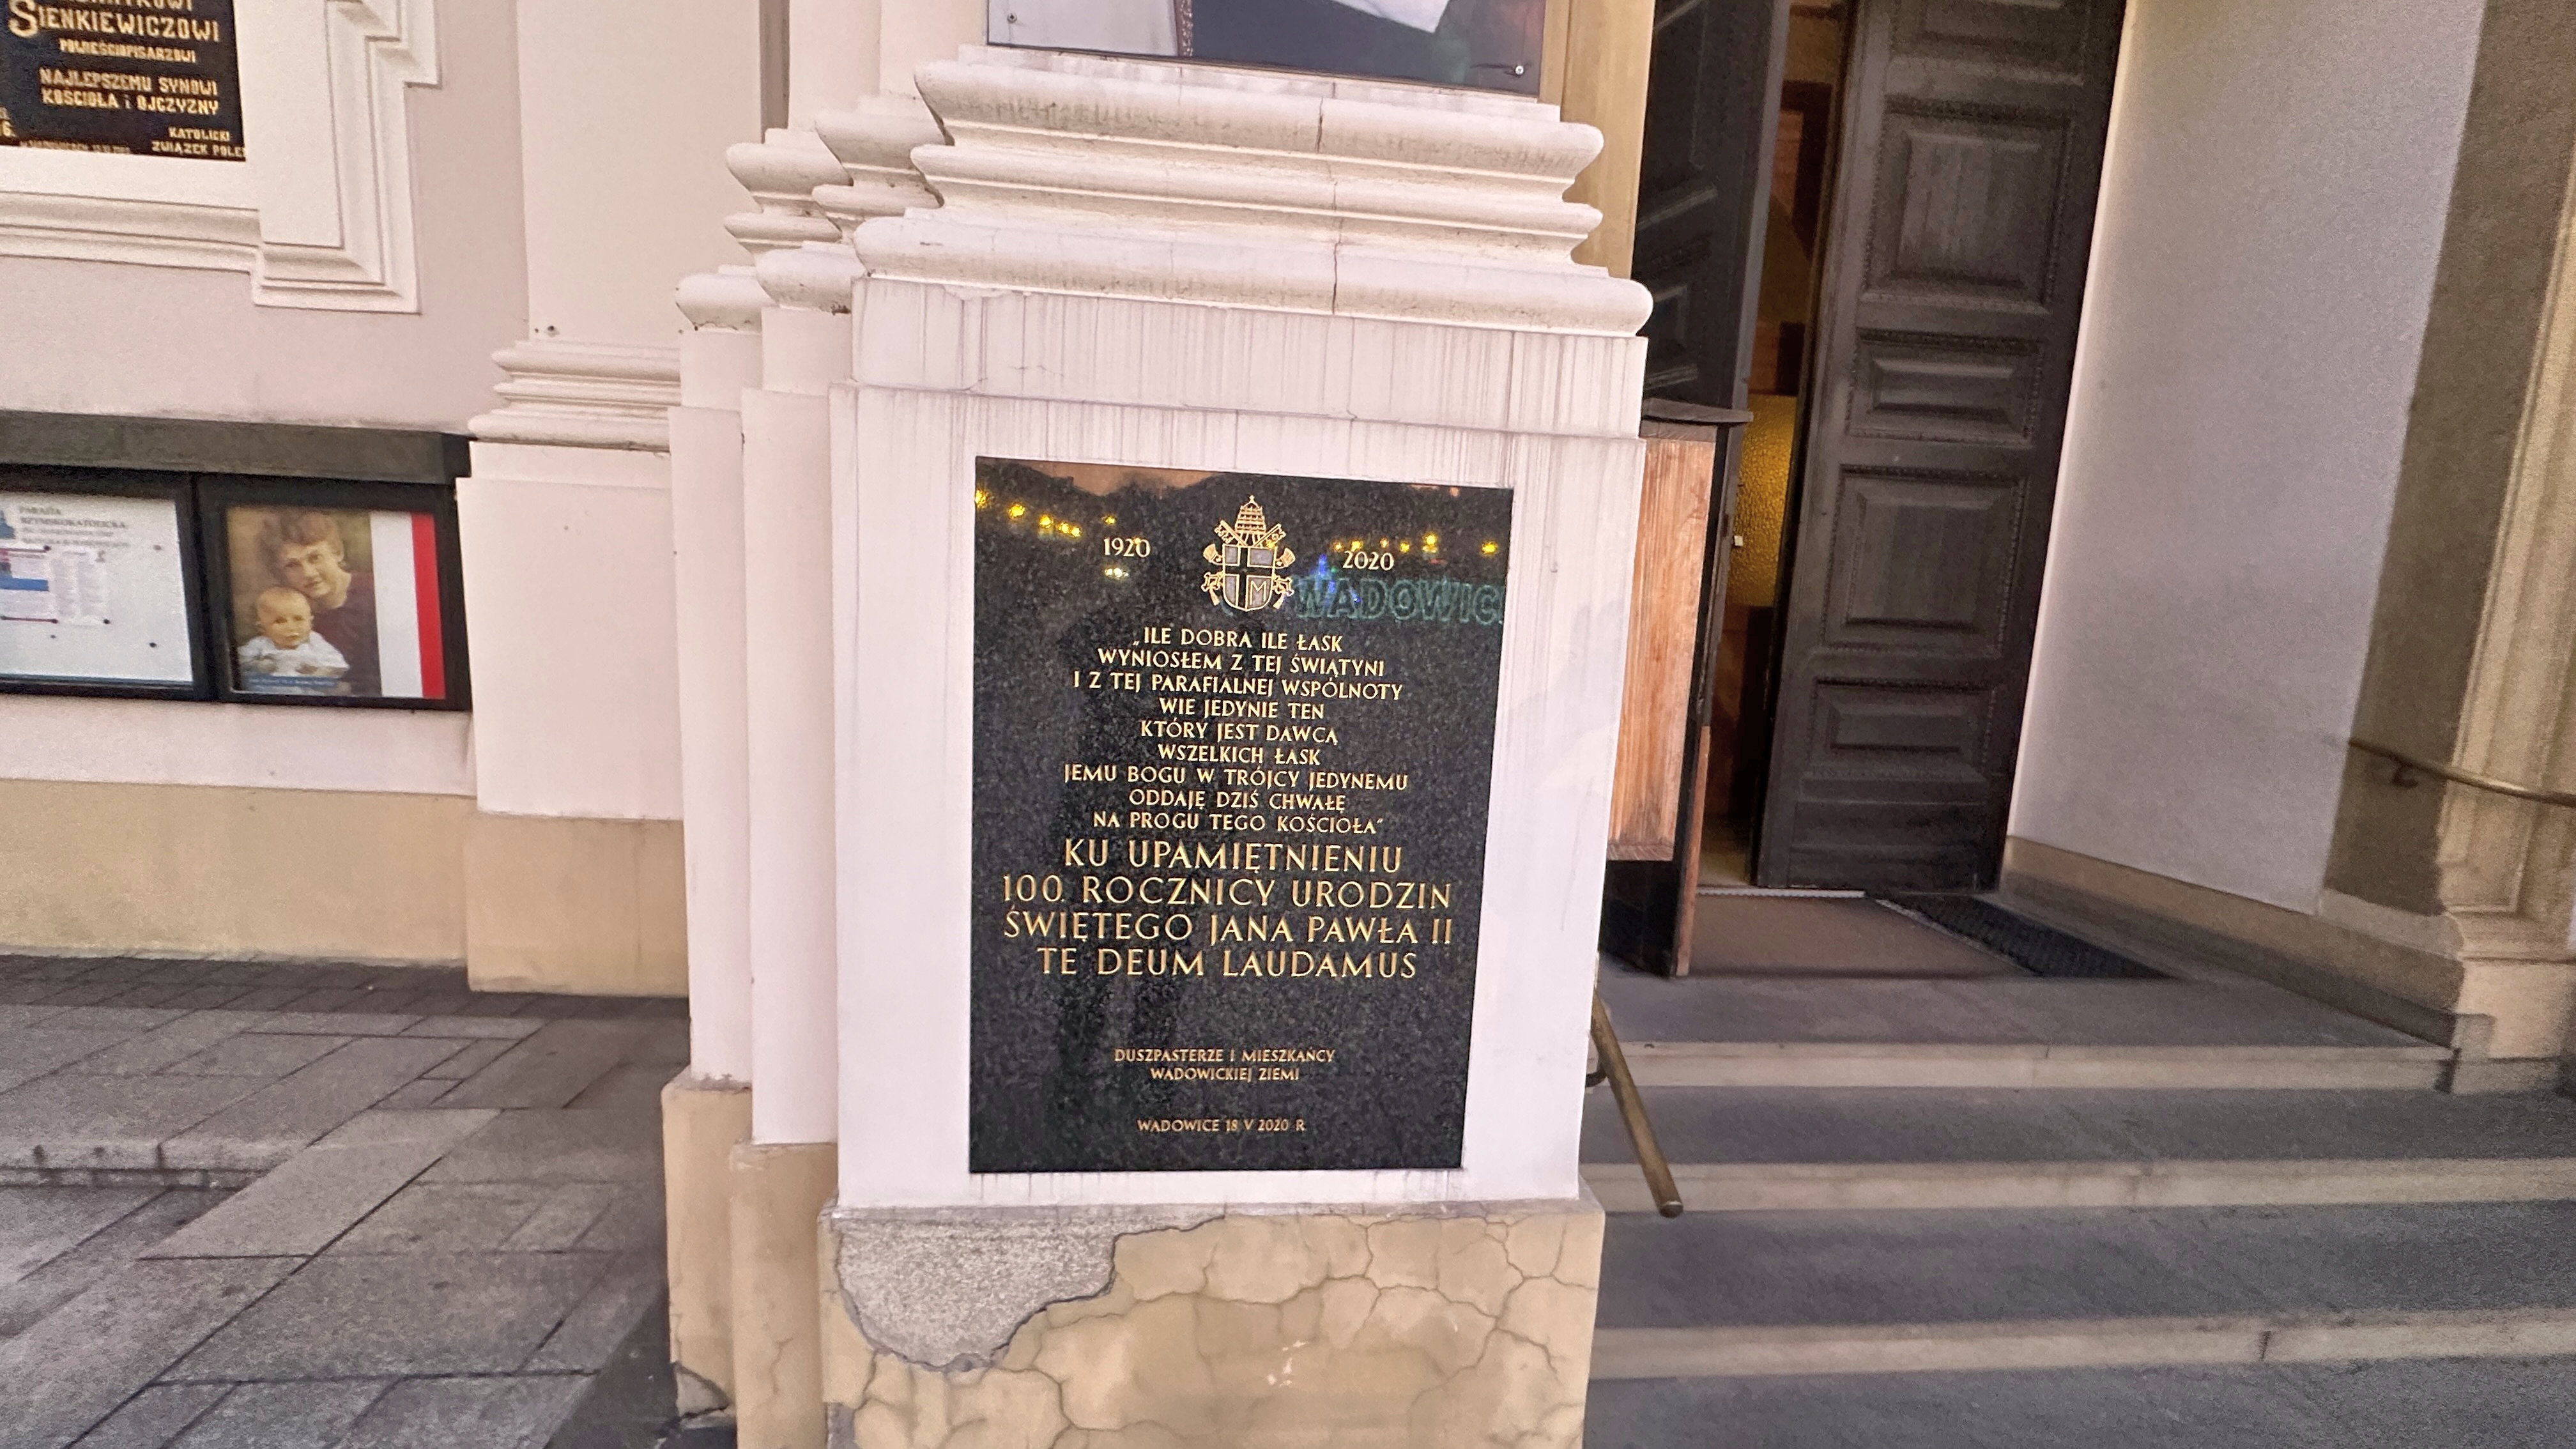 SIENKIEWICZOWI
POWIEŚCIOPISARZOWI
NAJLEPSZEMU SYNOWI
KOŚCIOŁA i OJCZYZNY
KATOLICKI
ZWIĄZEK
PARAFIA
RZYMSKOKATOLICKA
1920 2020
WADOWIC
„ILE DOBRA ILE ŁASK
WYNIOSŁEM Z TEJ ŚWIĄTYNI
I Z TEJ PARAFIALNEJ WSPÓLNOTY
WIE JEDYNIE TEN
KTÓRY JEST DAWCĄ
WSZELKICH ŁASK
JEMU BOGU W TRÓJCY JEDYNEMU
ODDAJĘ DZIŚ CHWAŁĘ
NA PROGU TEGO KOŚCIOŁA”
KU UPAMIĘTNIENIU
100. ROCZNICY URODZIN
ŚWIĘTEGO JANA PAWŁA II
TE DEUM LAUDAMUS
DUSZPASTERZE I MIESZKAŃCY
WADOWICKIEJ ZIEMI
WADOWICE 18 V 2020 R